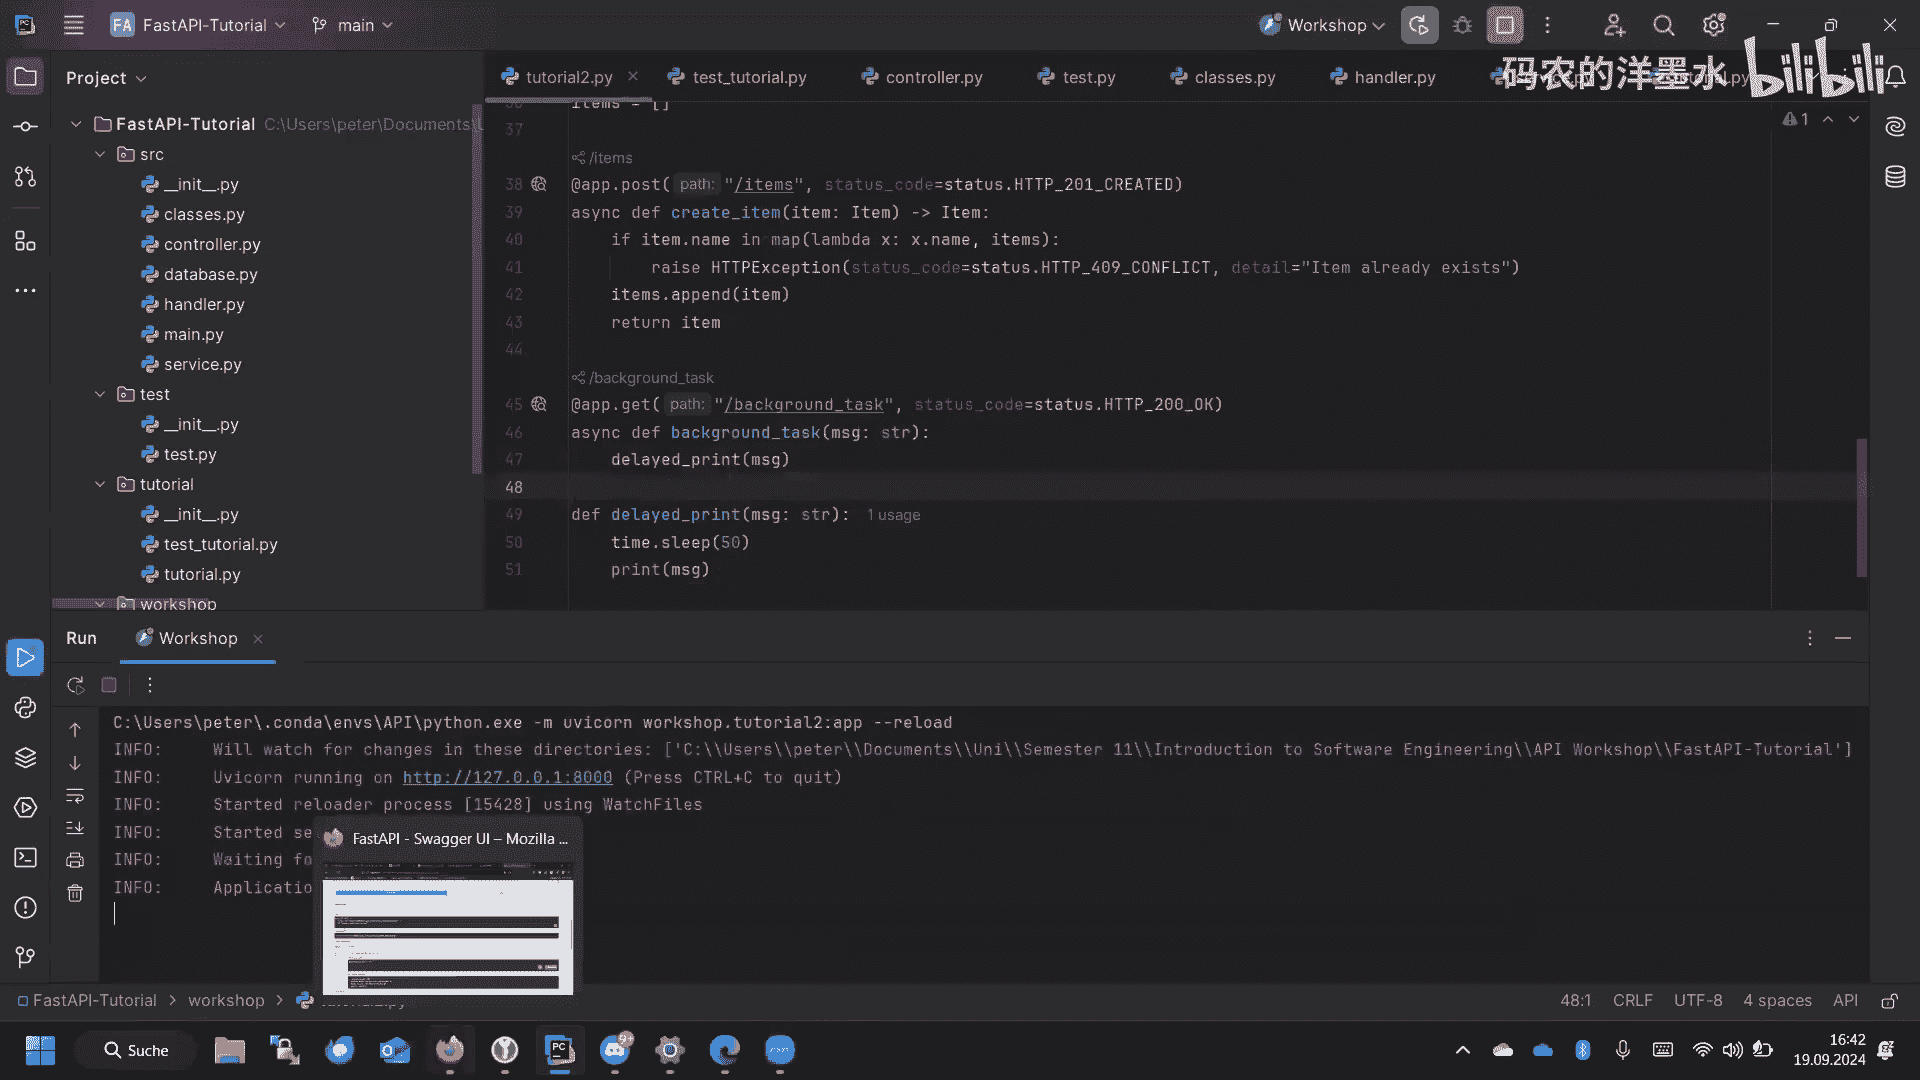 FA FastAPI-Tutorial main
Workshop
Project
tutorial2.py test_tutorial.py controller.py test.py classes.py handler.py
码农的洋墨水 bilibili
FastAPI-Tutorial C:\Users\peter\Documents\
src
__init__.py
classes.py
controller.py
database.py
handler.py
main.py
service.py
test
__init__.py
test.py
tutorial
__init__.py
test_tutorial.py
tutorial.py
workshop
1
items = []
37
/items
38 @app.post( path: "/items", status_code=status.HTTP_201_CREATED)
39 async def create_item(item: Item) -> Item:
40 if item.name in map(lambda x: x.name, items):
41 raise HTTPException(status_code=status.HTTP_409_CONFLICT, detail="Item already exists")
42 items.append(item)
43 return item
44
/background_task
45 @app.get( path: "/background_task", status_code=status.HTTP_200_OK)
46 async def background_task(msg: str):
47 delayed_print(msg)
48
49 def delayed_print(msg: str): 1 usage
50 time.sleep(50)
51 print(msg)
Run Workshop
C:\Users\peter\.conda\envs\API\python.exe -m uvicorn workshop.tutorial2:app --reload
INFO: Will watch for changes in these directories: ['C:\\Users\\peter\\Documents\\Uni\\Semester 11\\Introduction to Software Engineering\\API Workshop\\FastAPI-Tutorial']
INFO: Uvicorn running on http://127.0.0.1:8000 (Press CTRL+C to quit)
INFO: Started reloader process [15428] using WatchFiles
INFO: Started se
INFO: Waiting fo
INFO: Applicatio
FastAPI - Swagger UI – Mozilla ...
FastAPI-Tutorial > workshop >
48:1 CRLF UTF-8 4 spaces API
Suche
PC
9+
16:42
19.09.2024